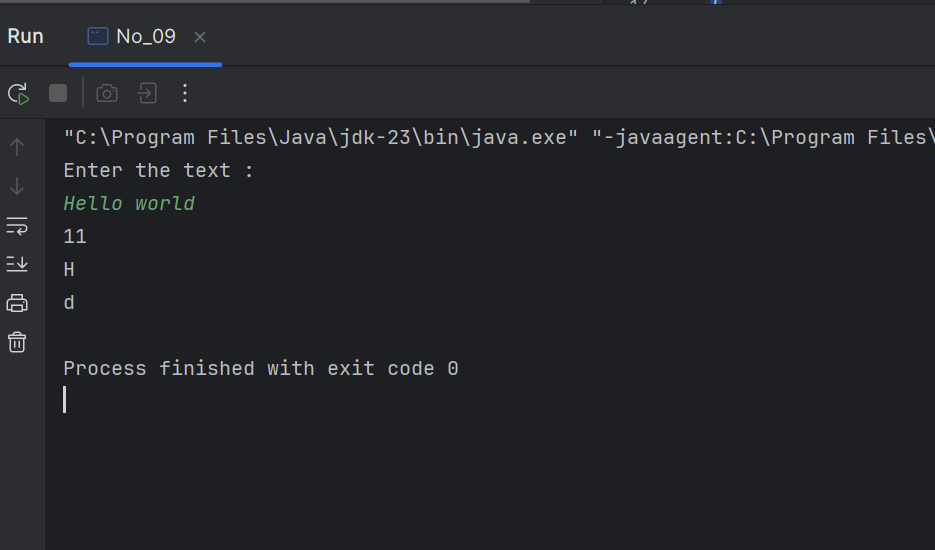 Run No_09
"C:\Program Files\Java\jdk-23\bin\java.exe" "-javaagent:C:\Program Files\
Enter the text :
Hello world
11
H
d
Process finished with exit code 0